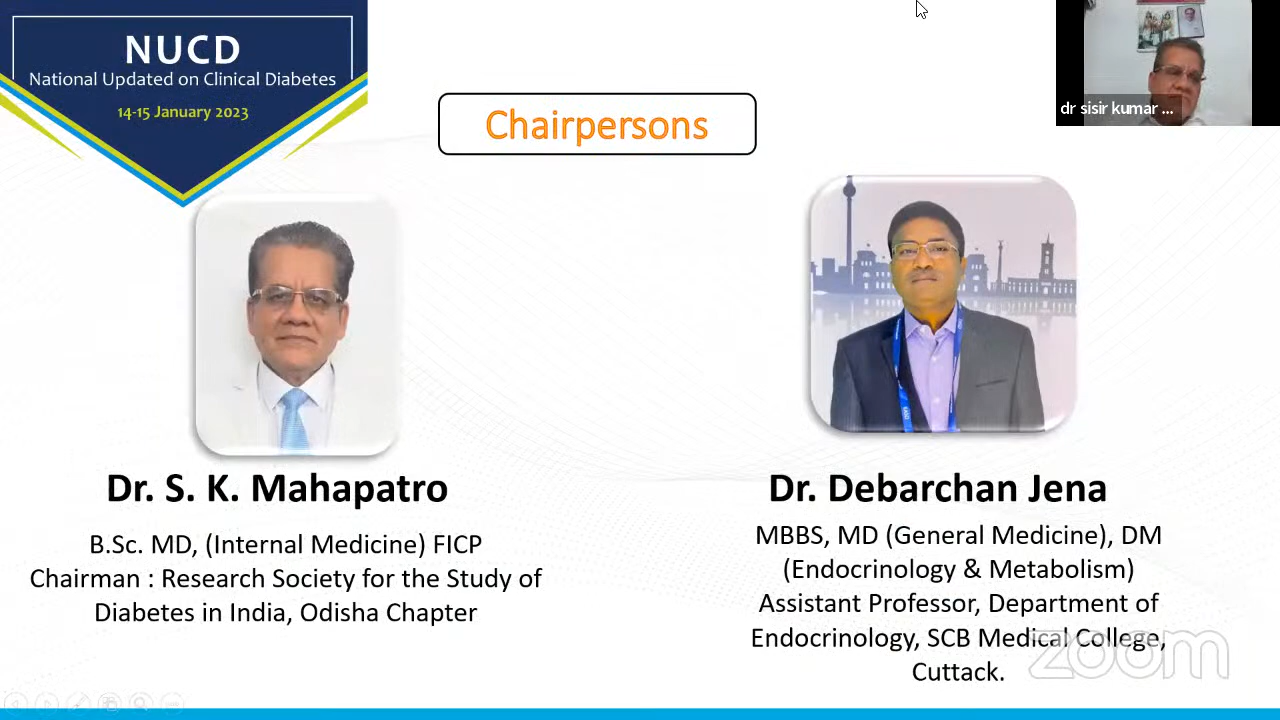 NUCD
National Updated on Clinical Diabetes
14-15 January 2023
dr sisir kumar ...
Chairpersons
Dr. S. K. Mahapatro
B.Sc. MD, (Internal Medicine) FICP
Chairman : Research Society for the Study of
Diabetes in India, Odisha Chapter
Dr. Debarchan Jena
MBBS, MD (General Medicine), DM
(Endocrinology & Metabolism)
Assistant Professor, Department of
Endocrinology, SCB Medical College,
Cuttack.
zoom